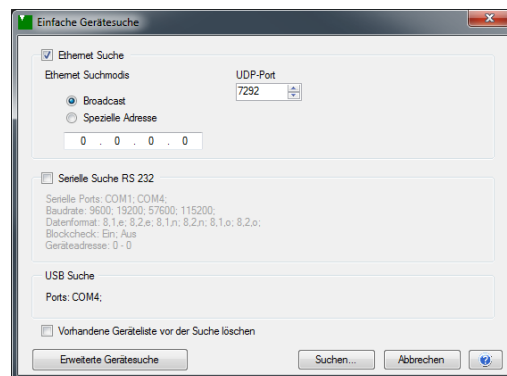 Einfache Gerätesuche
Ethernet Suche
Ethernet Suchmodis
UDP-Port
7292
Broadcast
Spezielle Adresse
0 . 0 . 0 . 0
Serielle Suche RS 232
Serielle Ports: COM1; COM4;
Baudrate: 9600; 19200; 57600; 115200;
Datenformat: 8,1,e; 8,2,e; 8,1,n; 8,2,n; 8,1,o; 8,2,o;
Blockcheck: Ein; Aus
Geräteadresse: 0 - 0
USB Suche
Ports: COM4;
Vorhandene Geräteliste vor der Suche löschen
Erweiterte Gerätesuche
Suchen...
Abbrechen
?